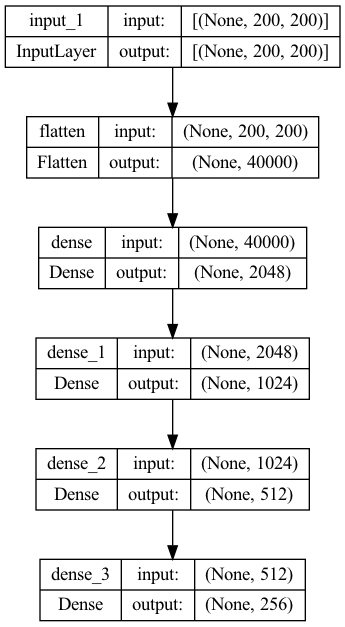 input_1 input: [(None, 200, 200)]
InputLayer output: [(None, 200, 200)]
flatten input: (None, 200, 200)
Flatten output: (None, 40000)
dense input: (None, 40000)
Dense output: (None, 2048)
dense_1 input: (None, 2048)
Dense output: (None, 1024)
dense_2 input: (None, 1024)
Dense output: (None, 512)
dense_3 input: (None, 512)
Dense output: (None, 256)